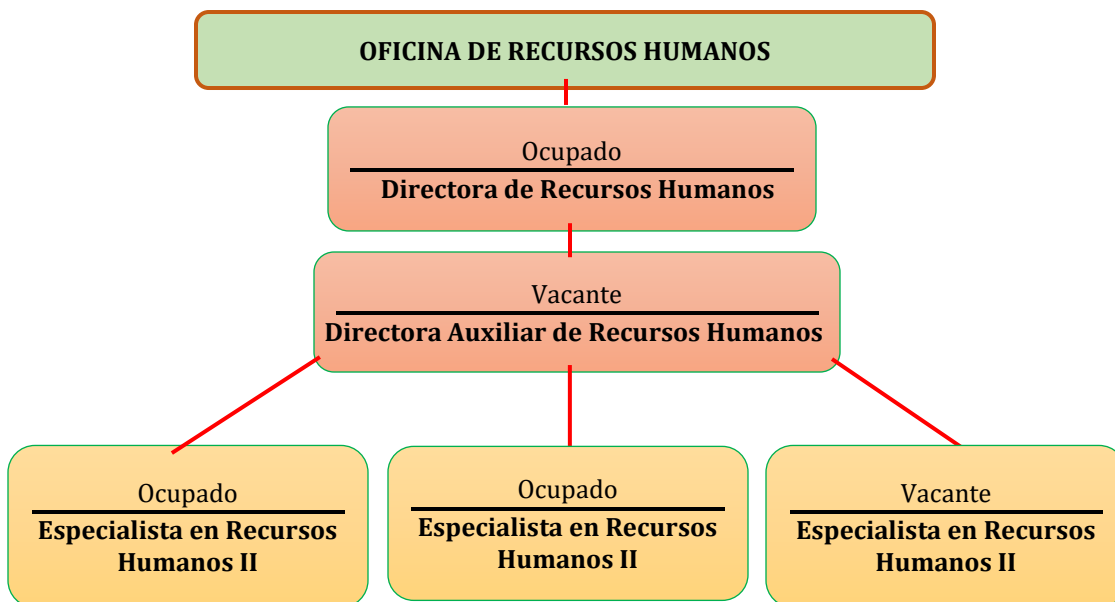 OFICINA DE RECURSOS HUMANOS
Ocupado
Directora de Recursos Humanos
Vacante
Directora Auxiliar de Recursos Humanos
Ocupado
Especialista en Recursos
Humanos II
Ocupado
Especialista en Recursos
Humanos II
Vacante
Especialista en Recursos
Humanos II